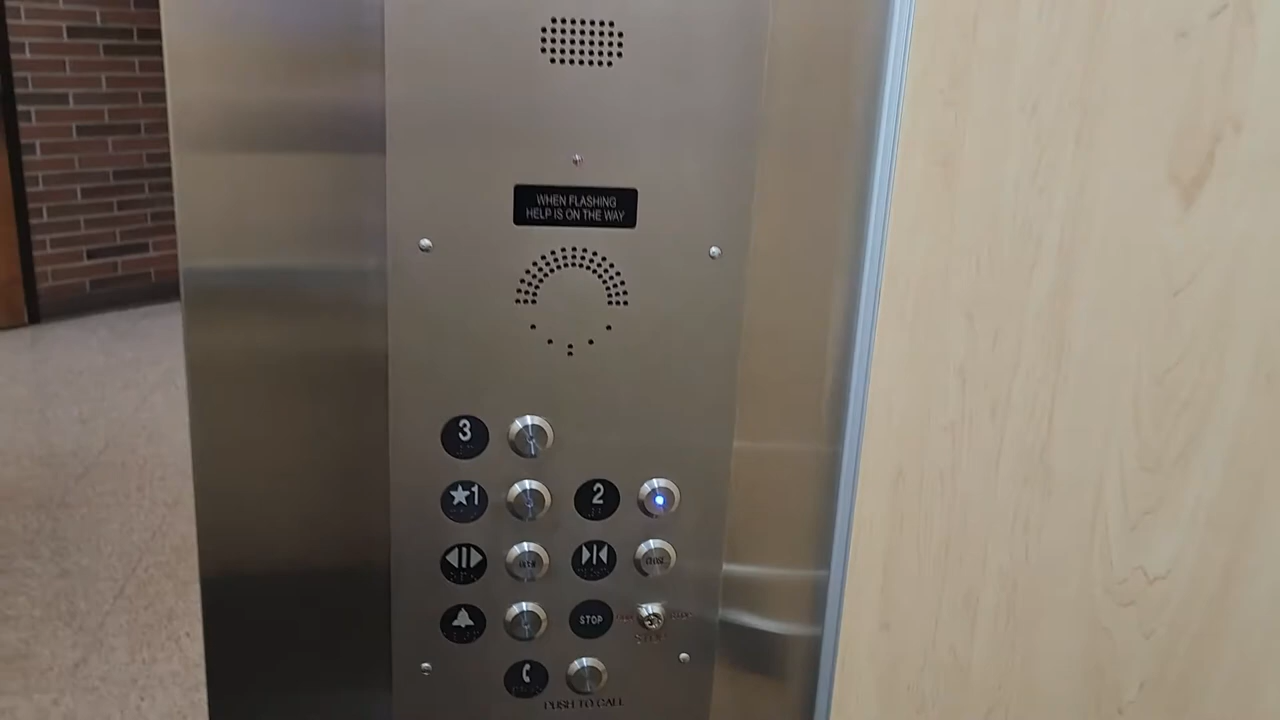 WHEN FLASHING
HELP IS ON THE WAY
3
★1 2
STOP
PUSH TO CALL